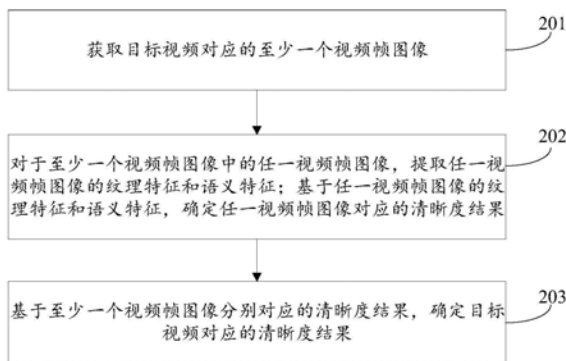 获取目标视频对应的至少一个视频帧图像
201
对于至少一个视频帧图像中的任一视频帧图像，提取任一视
频帧图像的纹理特征和语义特征；基于任一视频帧图像的纹
理特征和语义特征，确定任一视频帧图像对应的清晰度结果
202
基于至少一个视频帧图像分别对应的清晰度结果，确定目标
视频对应的清晰度结果
203